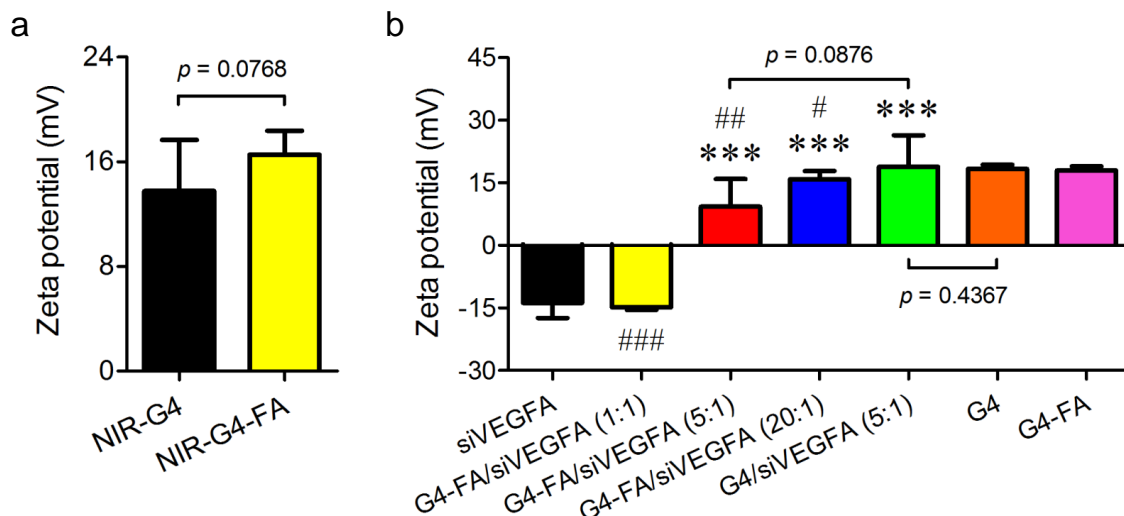 a
Zeta potential (mV)
24
16
8
0
p = 0.0768
NIR-G4
NIR-G4-FA
b
Zeta potential (mV)
45
30
15
0
-15
-30
p = 0.0876
##
***
#
***
***
###
p = 0.4367
siVEGFA
G4-FA/siVEGFA (1:1)
G4-FA/siVEGFA (5:1)
G4-FA/siVEGFA (20:1)
G4/siVEGFA (5:1)
G4
G4-FA